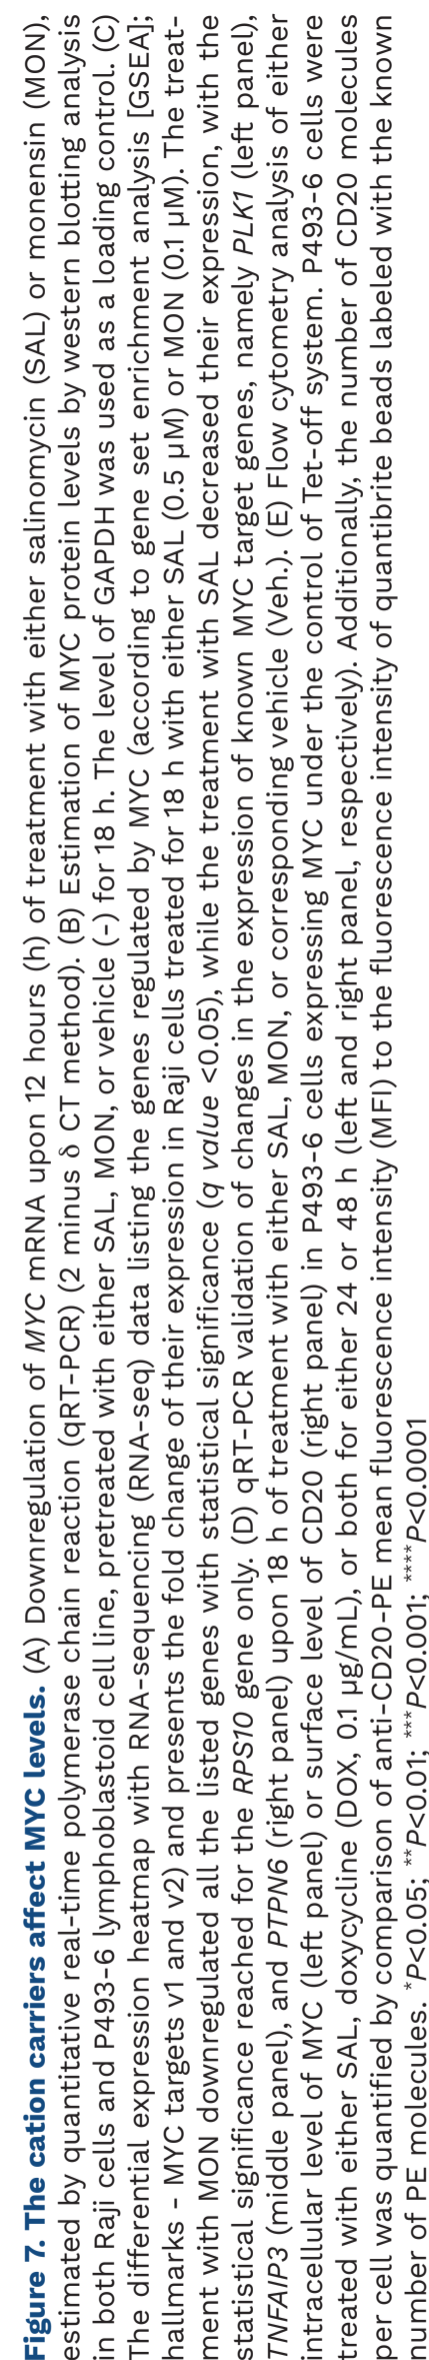 Figure 7. The cation carriers affect MYC levels. (A) Downregulation of MYC mRNA upon 12 hours (h) of treatment with either salinomycin (SAL) or monensin (MON),
estimated by quantitative real-time polymerase chain reaction (qRT-PCR) (2 minus δ CT method). (B) Estimation of MYC protein levels by western blotting analysis
in both Raji cells and P493-6 lymphoblastoid cell line, pretreated with either SAL, MON, or vehicle (-) for 18 h. The level of GAPDH was used as a loading control. (C)
The differential expression heatmap with RNA-sequencing (RNA-seq) data listing the genes regulated by MYC (according to gene set enrichment analysis [GSEA];
hallmarks - MYC targets v1 and v2) and presents the fold change of their expression in Raji cells treated for 18 h with either SAL (0.5 μM) or MON (0.1 μM). The treat-
ment with MON downregulated all the listed genes with statistical significance (q value <0.05), while the treatment with SAL decreased their expression, with the
statistical significance reached for the RPS10 gene only. (D) qRT-PCR validation of changes in the expression of known MYC target genes, namely PLK1 (left panel),
TNFAIP3 (middle panel), and PTPN6 (right panel) upon 18 h of treatment with either SAL, MON, or corresponding vehicle (Veh.). (E) Flow cytometry analysis of either
intracellular level of MYC (left panel) or surface level of CD20 (right panel) in P493-6 cells expressing MYC under the control of Tet-off system. P493-6 cells were
treated with either SAL, doxycycline (DOX, 0.1 μg/mL), or both for either 24 or 48 h (left and right panel, respectively). Additionally, the number of CD20 molecules
per cell was quantified by comparison of anti-CD20-PE mean fluorescence intensity (MFI) to the fluorescence intensity of quantibrite beads labeled with the known
number of PE molecules. *P<0.05; **P<0.01; ***P<0.001; ****P<0.0001